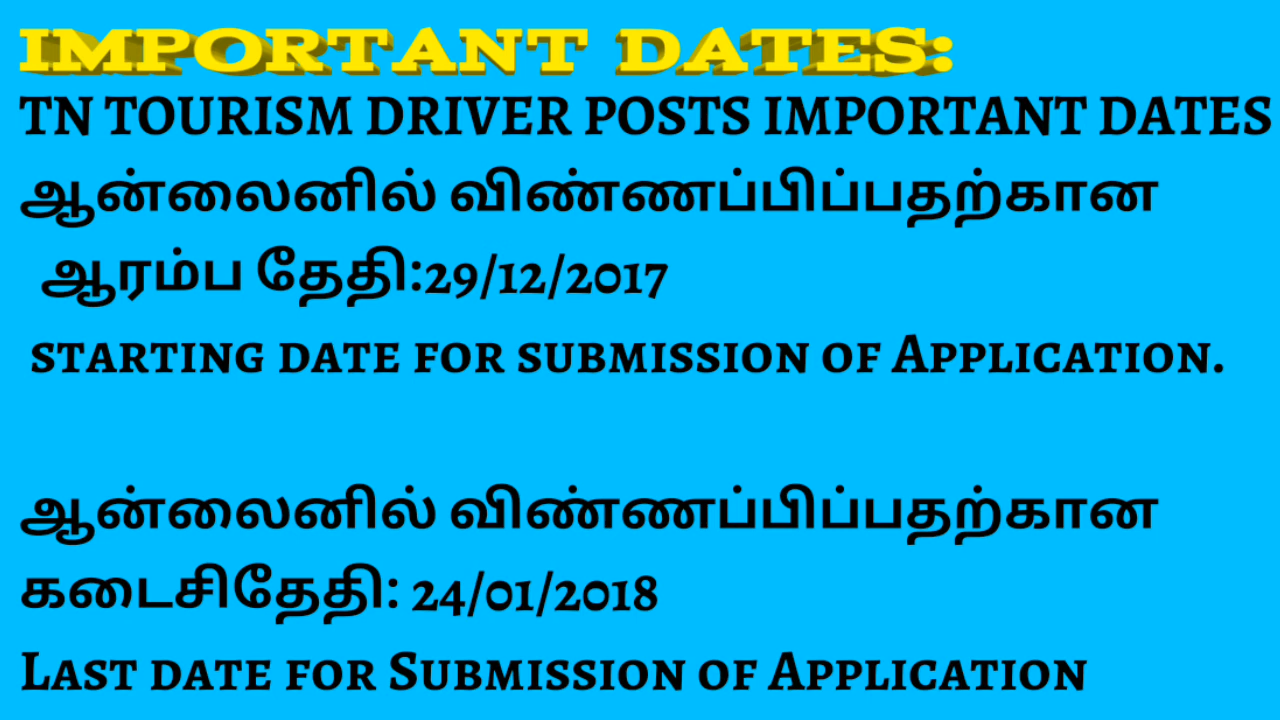 IMPORTANT DATES:
TN TOURISM DRIVER POSTS IMPORTANT DATES
ஆன்லைனில் விண்ணப்பிப்பதற்கான
ஆரம்ப தேதி:29/12/2017
STARTING DATE FOR SUBMISSION OF APPLICATION.
ஆன்லைனில் விண்ணப்பிப்பதற்கான
கடைசிதேதி: 24/01/2018
LAST DATE FOR SUBMISSION OF APPLICATION